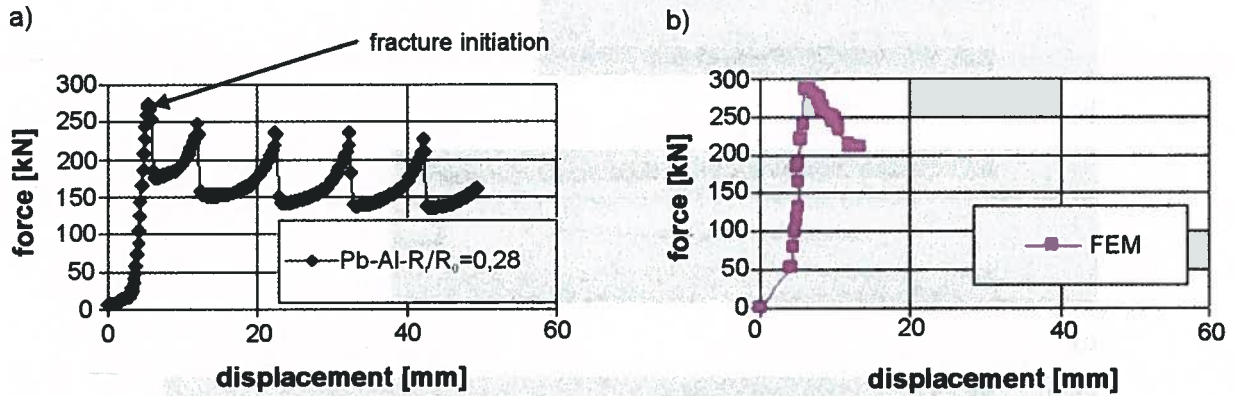 a)
fracture initiation
300
250
200
150
100
50
0
force [kN]
Pb-Al-R/R₀=0,28
0 20 40 60
displacement [mm]
b)
300
250
200
150
100
50
0
force [kN]
FEM
0 20 40 60
displacement [mm]